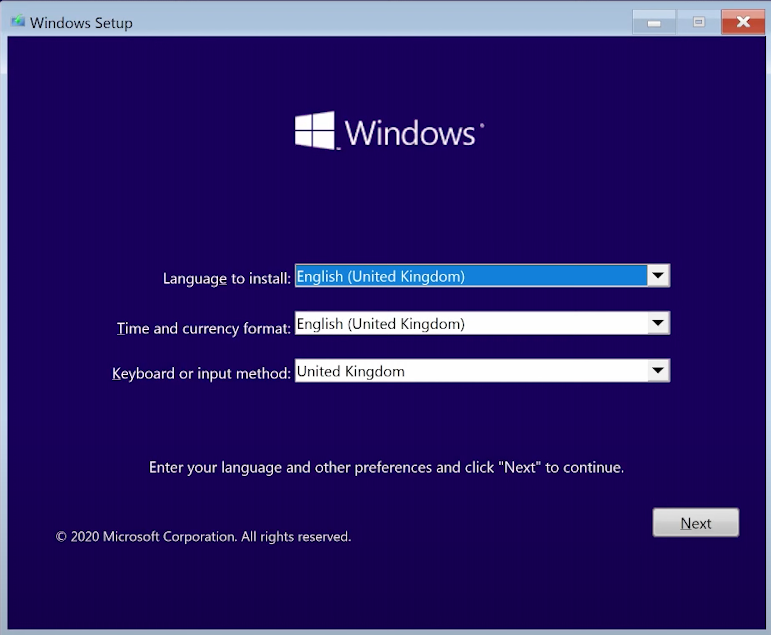 Windows Setup
Windows
Language to install: English (United Kingdom)
Time and currency format: English (United Kingdom)
Keyboard or input method: United Kingdom
Enter your language and other preferences and click "Next" to continue.
Next
© 2020 Microsoft Corporation. All rights reserved.